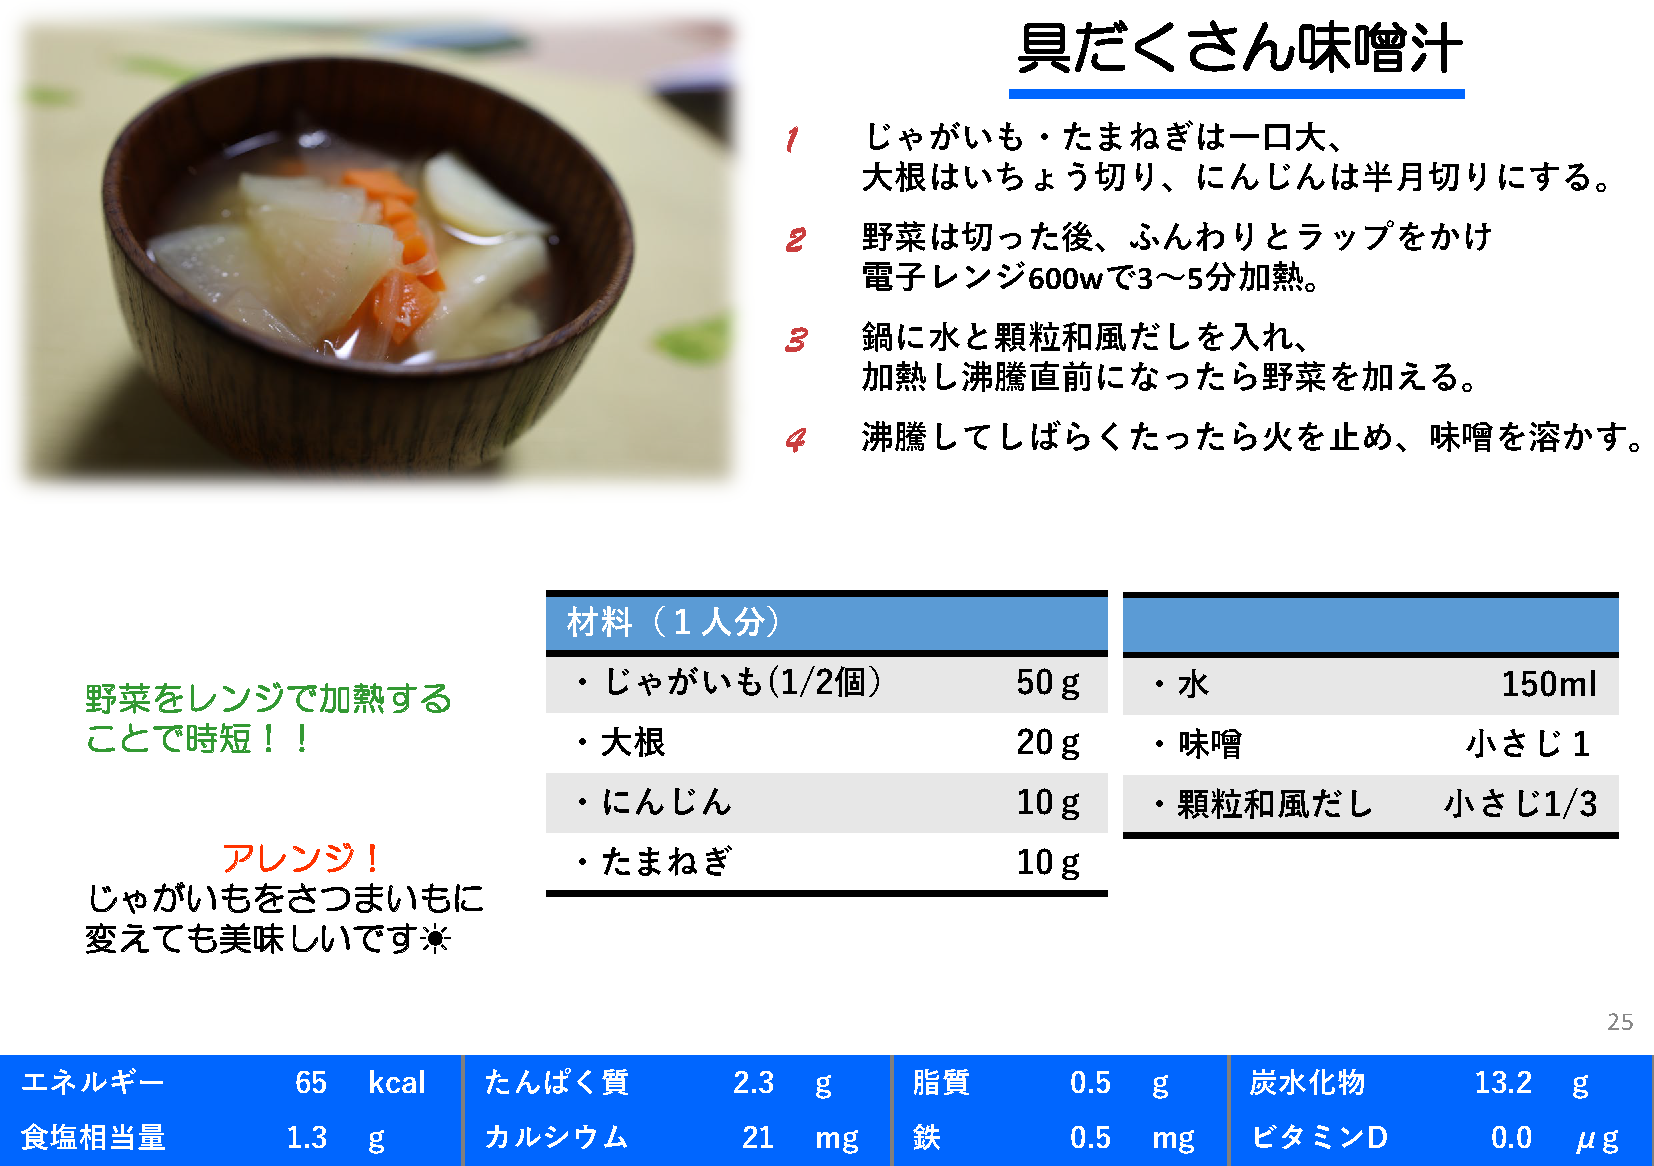 具だくさん味噌汁
1 じゃがいも・たまねぎは一口大、
大根はいちょう切り、にんじんは半月切りにする。
2 野菜は切った後、ふんわりとラップをかけ
電子レンジ600wで3～5分加熱。
3 鍋に水と顆粒和風だしを入れ、
加熱し沸騰直前になったら野菜を加える。
4 沸騰してしばらくたったら火を止め、味噌を溶かす。
野菜をレンジで加熱する
ことで時短！！
アレンジ！
じゃがいもをさつまいもに
変えても美味しいです☀
材料（１人分）
・じゃがいも(1/2個） 50ｇ
・大根 20ｇ
・にんじん 10ｇ
・たまねぎ 10ｇ
・水 150ml
・味噌 小さじ１
・顆粒和風だし 小さじ1/3
25
エネルギー 65 kcal たんぱく質 2.3 g 脂質 0.5 g 炭水化物 13.2 g
食塩相当量 1.3 g カルシウム 21 mg 鉄 0.5 mg ビタミンD 0.0 μg